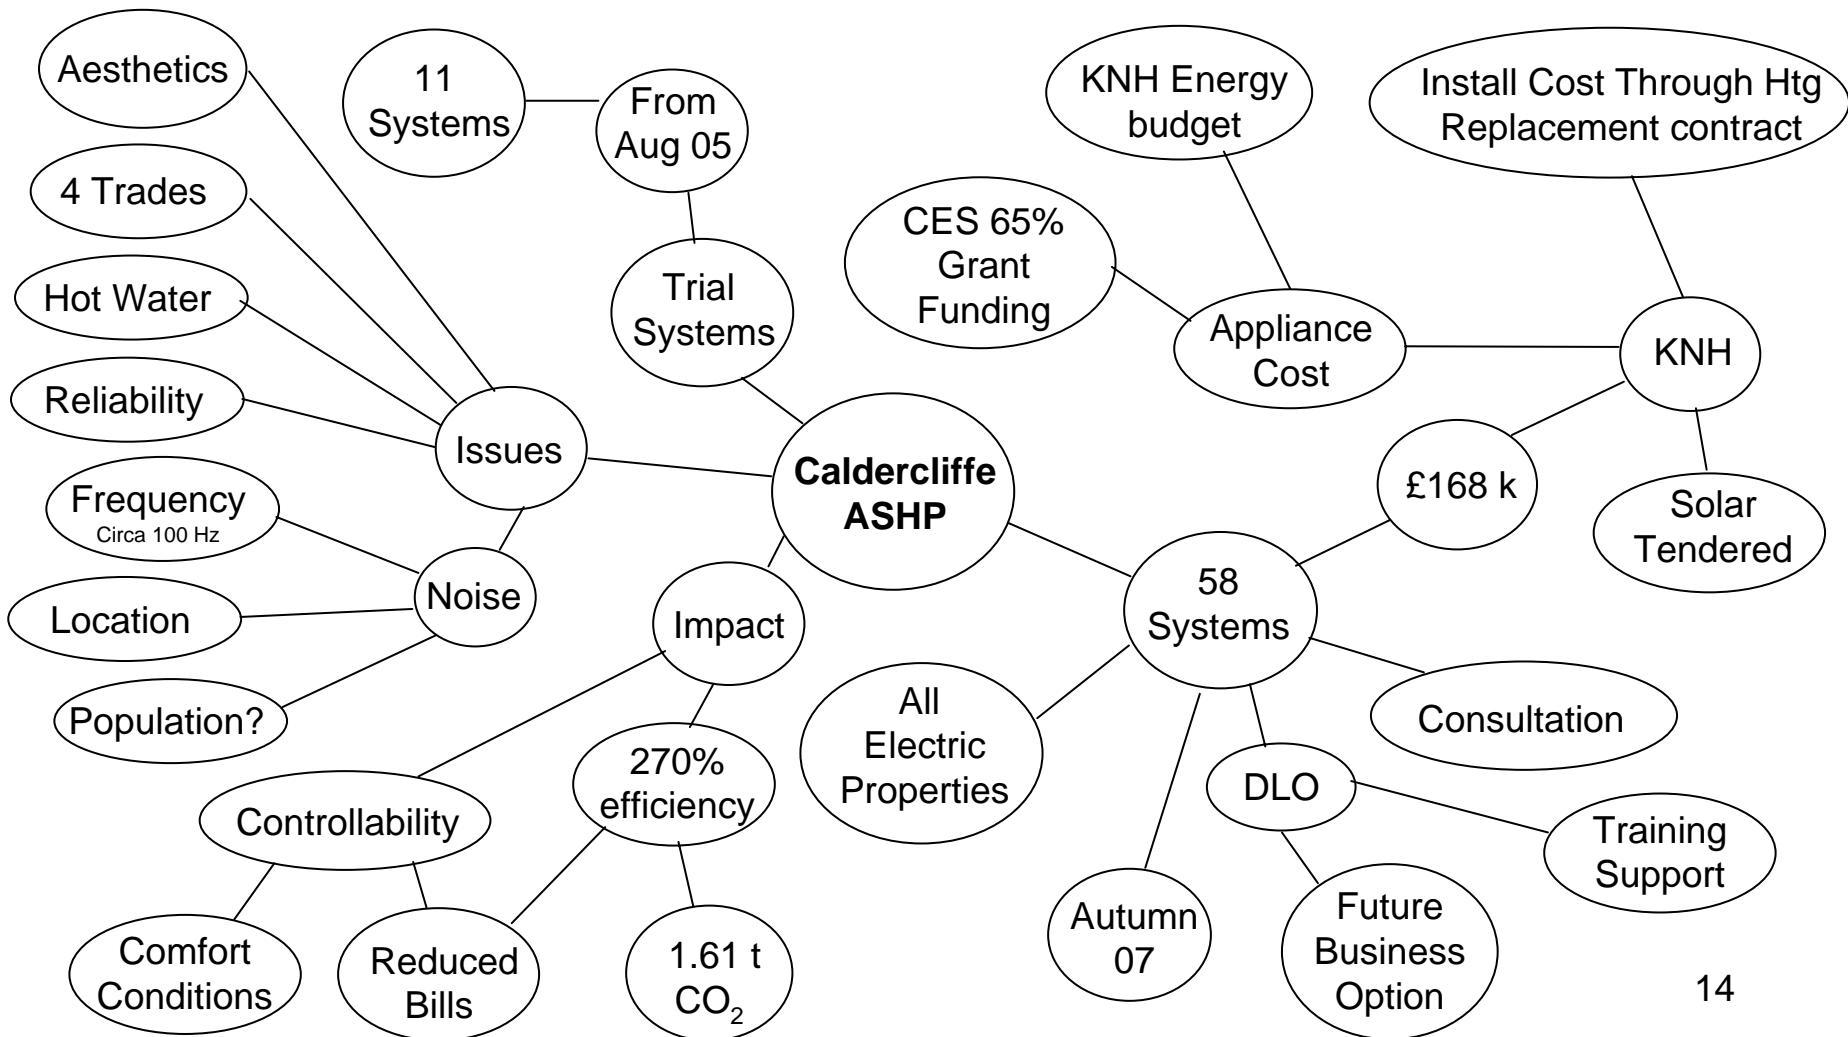 Aesthetics
11
Systems
From
Aug 05
KNH Energy
budget
Install Cost Through Htg
Replacement contract
4 Trades
CES 65%
Grant
Funding
Hot Water
Trial
Systems
Appliance
Cost
KNH
Reliability
Issues
Caldercliffe
ASHP
£168 k
Solar
Tendered
Frequency
Circa 100 Hz
Noise
Location
Impact
58
Systems
Population?
All
Electric
Properties
Consultation
270%
efficiency
DLO
Controllability
Training
Support
Comfort
Conditions
Reduced
Bills
1.61 t
CO₂
Autumn
07
Future
Business
Option
14